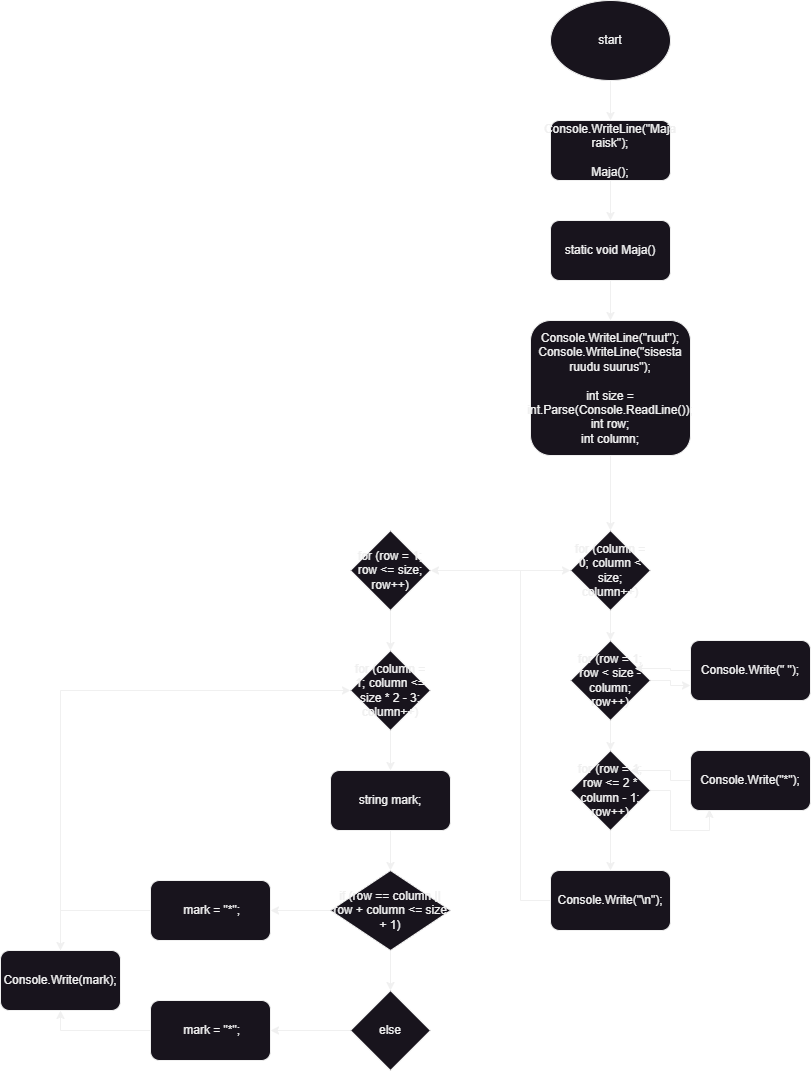 start
Console.WriteLine("Maja
raisk");
Maja();
static void Maja()
Console.WriteLine("ruut");
Console.WriteLine("sisesta
ruudu suurus");
int size =
nt.Parse(Console.ReadLine())
int row;
int column;
for (row = 1;
row <= size;
row++)
for (column =
0; column <
size;
column++)
for (column =
1; column <=
size * 2 - 3;
column++)
for (row = 1;
row < size -
column;
row++)
Console.Write(" ");
for (row =
row <= 2 *
column - 1;
row++)
Console.Write("*");
string mark;
if (row == column ||
row + column <= size
+ 1)
mark = "*";
Console.Write("\n");
Console.Write(mark);
mark = "*";
else